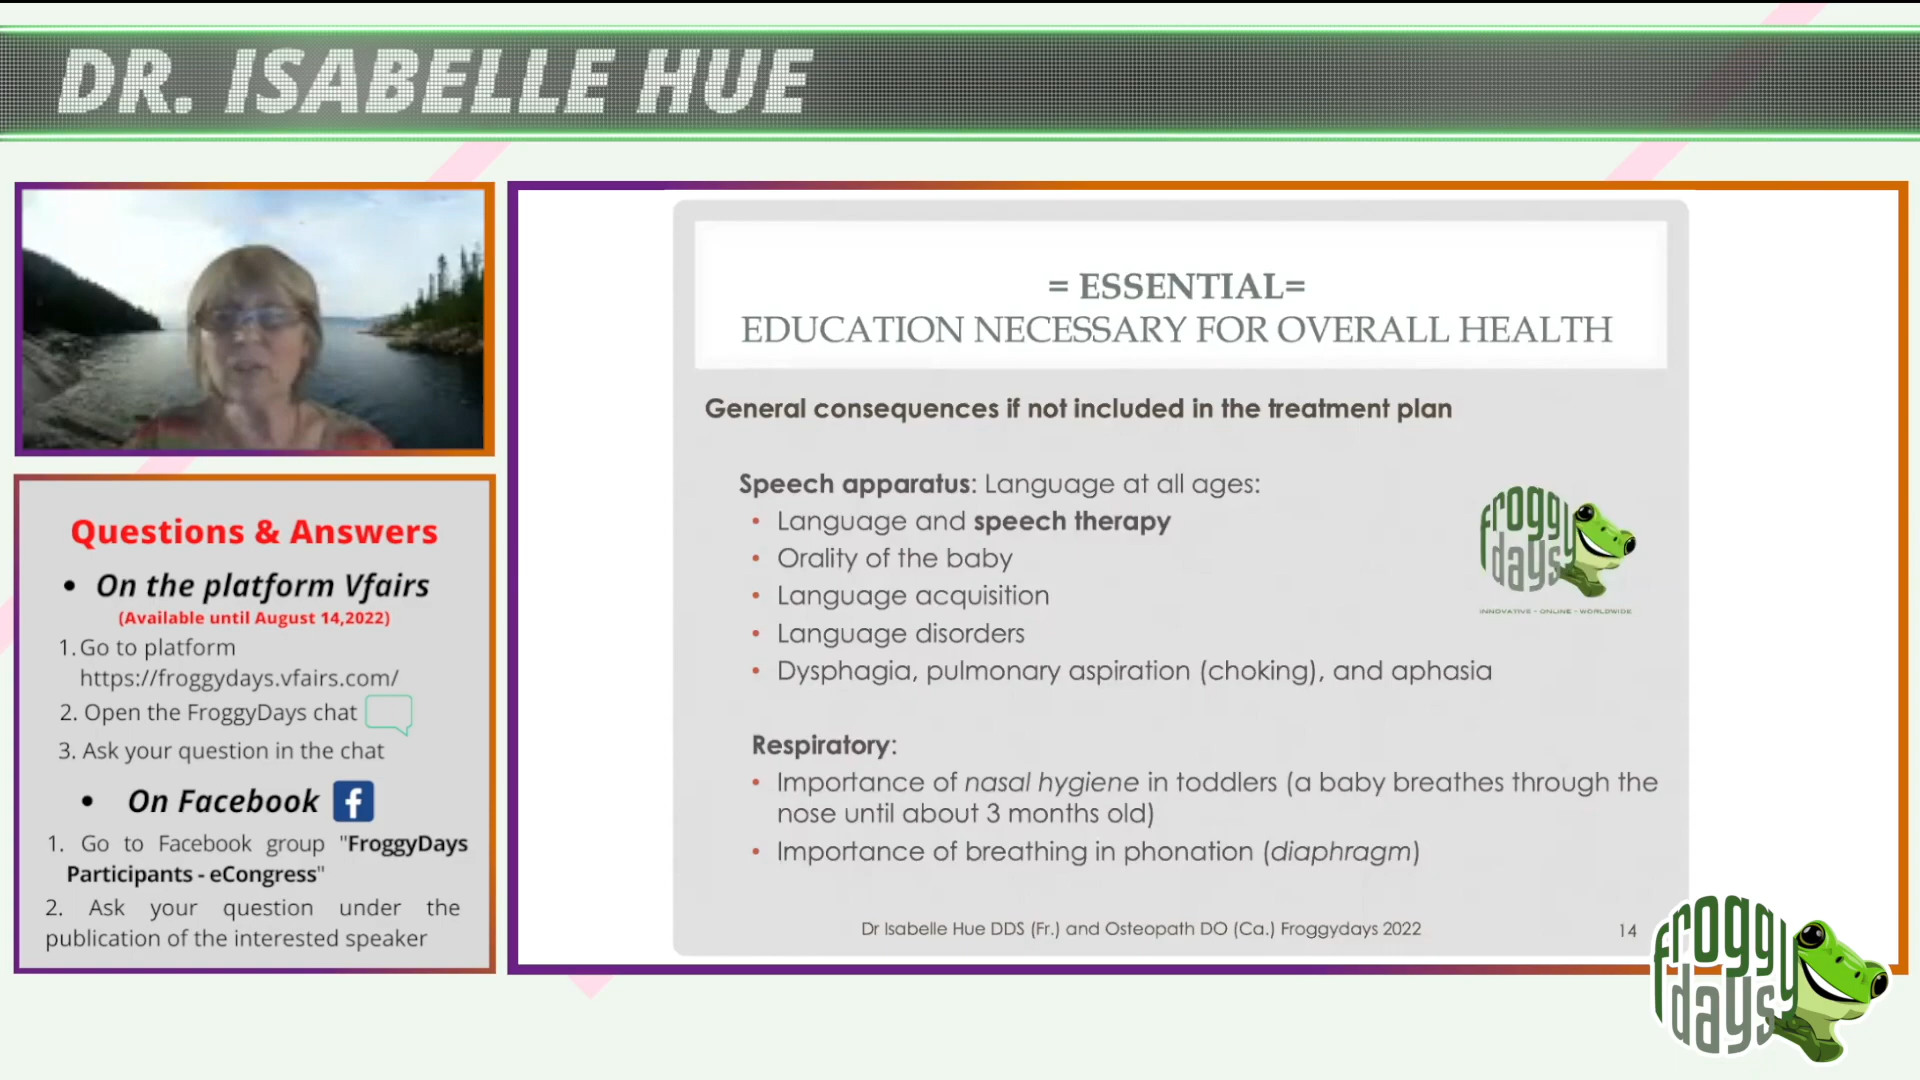 DR. ISABELLE HUE
= ESSENTIAL=
EDUCATION NECESSARY FOR OVERALL HEALTH
General consequences if not included in the treatment plan
Speech apparatus: Language at all ages:
• Language and speech therapy
• Orality of the baby
• Language acquisition
• Language disorders
• Dysphagia, pulmonary aspiration (choking), and aphasia
Respiratory:
• Importance of nasal hygiene in toddlers (a baby breathes through the
nose until about 3 months old)
• Importance of breathing in phonation (diaphragm)
froggy
days
INNOVATIVE - ONLINE - WORLDWIDE
Dr Isabelle Hue DDS (Fr.) and Osteopath DO (Ca.) Froggydays 2022
14
Questions & Answers
• On the platform Vfairs
(Available until August 14,2022)
1. Go to platform
https://froggydays.vfairs.com/
2. Open the FroggyDays chat
3. Ask your question in the chat
• On Facebook f
1. Go to Facebook group "FroggyDays
Participants - eCongress"
2. Ask your question under the
publication of the interested speaker
froggy
days